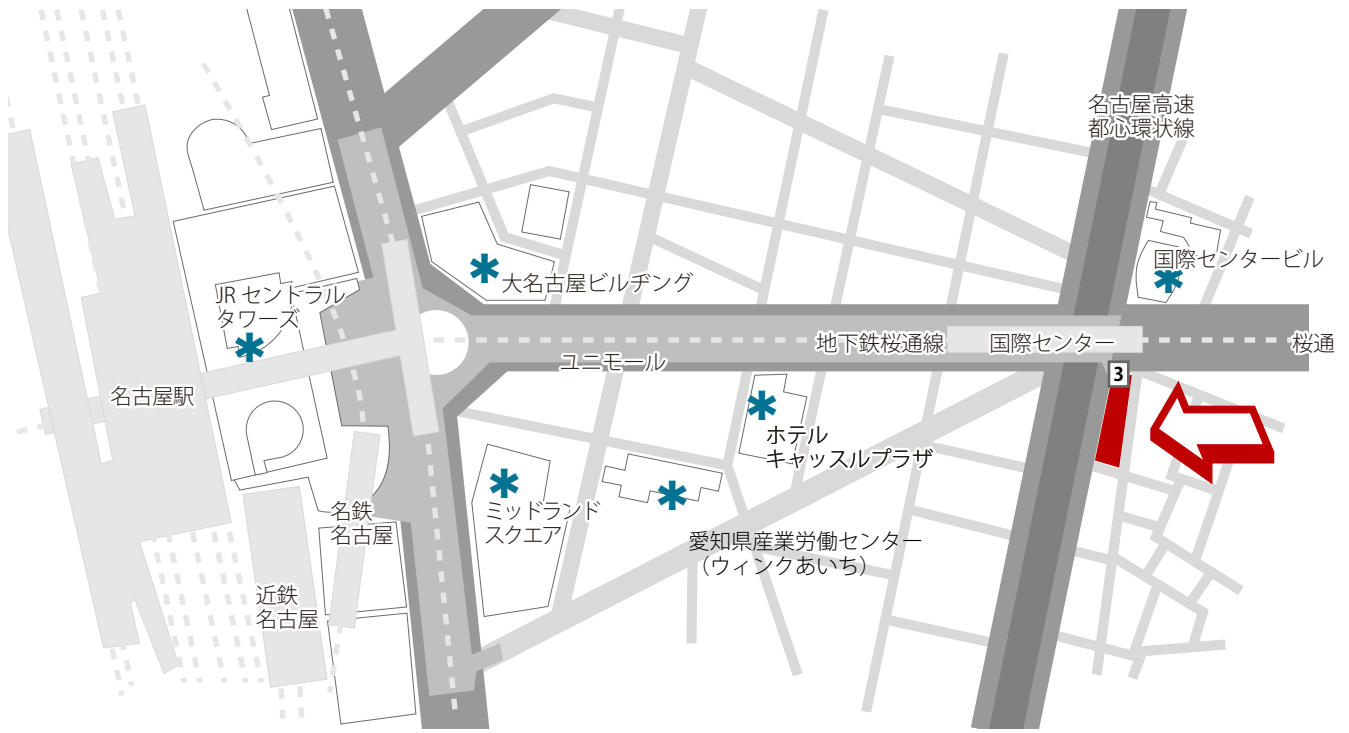 名古屋高速
都心環状線
国際センタービル
大名古屋ビルヂング
JR セントラル
タワーズ
地下鉄桜通線
国際センター
桜通
ユニモール
3
名古屋駅
ホテル
キャッスルプラザ
名鉄
名古屋
ミッドランド
スクエア
愛知県産業労働センター
（ウィンクあいち）
近鉄
名古屋